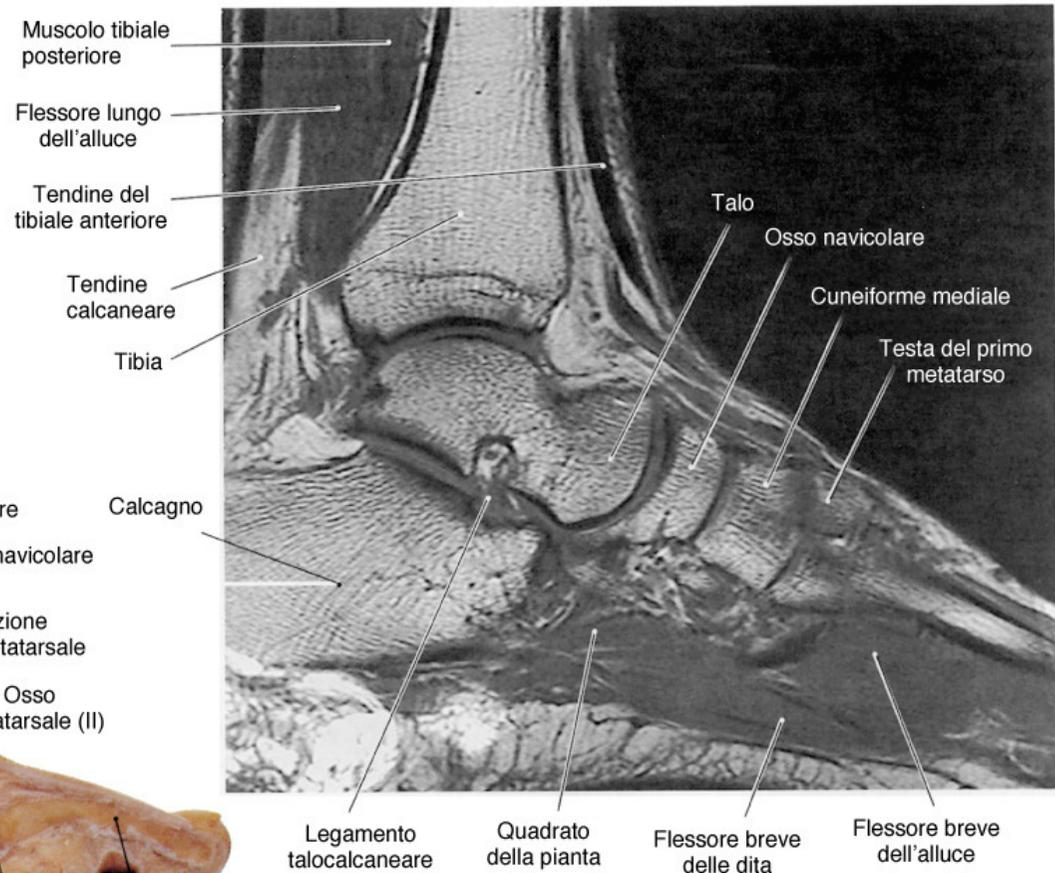 Muscolo tibiale
posteriore
Flessore lungo
dell'alluce
Tendine del
tibiale anteriore
Tendine
calcaneare
Tibia
Talo
Osso navicolare
Cuneiforme mediale
Testa del primo
metatarso
Calcagno
re
navicolare
zione
tatarsale
Osso
atarsale (II)
Legamento
talocalcaneare
Quadrato
della pianta
Flessore breve
delle dita
Flessore breve
dell'alluce